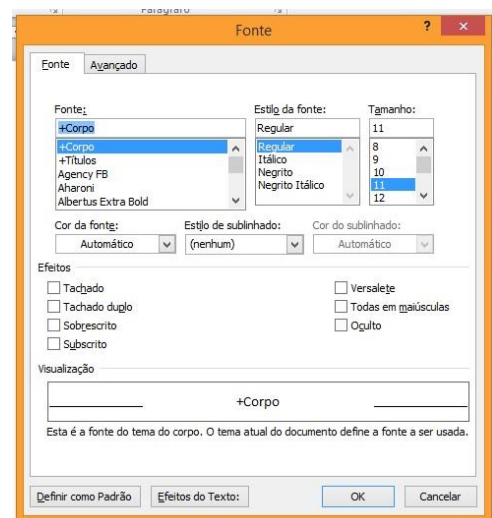 Parágrafo
Fonte
?
×
Fonte
Avançado
Fonte:
Estilo da fonte:
Tamanho:
+Corpo
Regular
11
+Corpo
+Títulos
Agency FB
Aharoni
Albertus Extra Bold
Regular
Itálico
Negrito
Negrito Itálico
8
9
10
11
12
Cor da fonte:
Estilo de sublinhado:
Cor do sublinhado:
Automático
(nenhum)
Automático
Efeitos
Tachado
Tachado duplo
Sobrescrito
Subscrito
Versalete
Todas em maiúsculas
Oculto
Visualização
+Corpo
Esta é a fonte do tema do corpo. O tema atual do documento define a fonte a ser usada.
Definir como Padrão
Efeitos do Texto:
OK
Cancelar